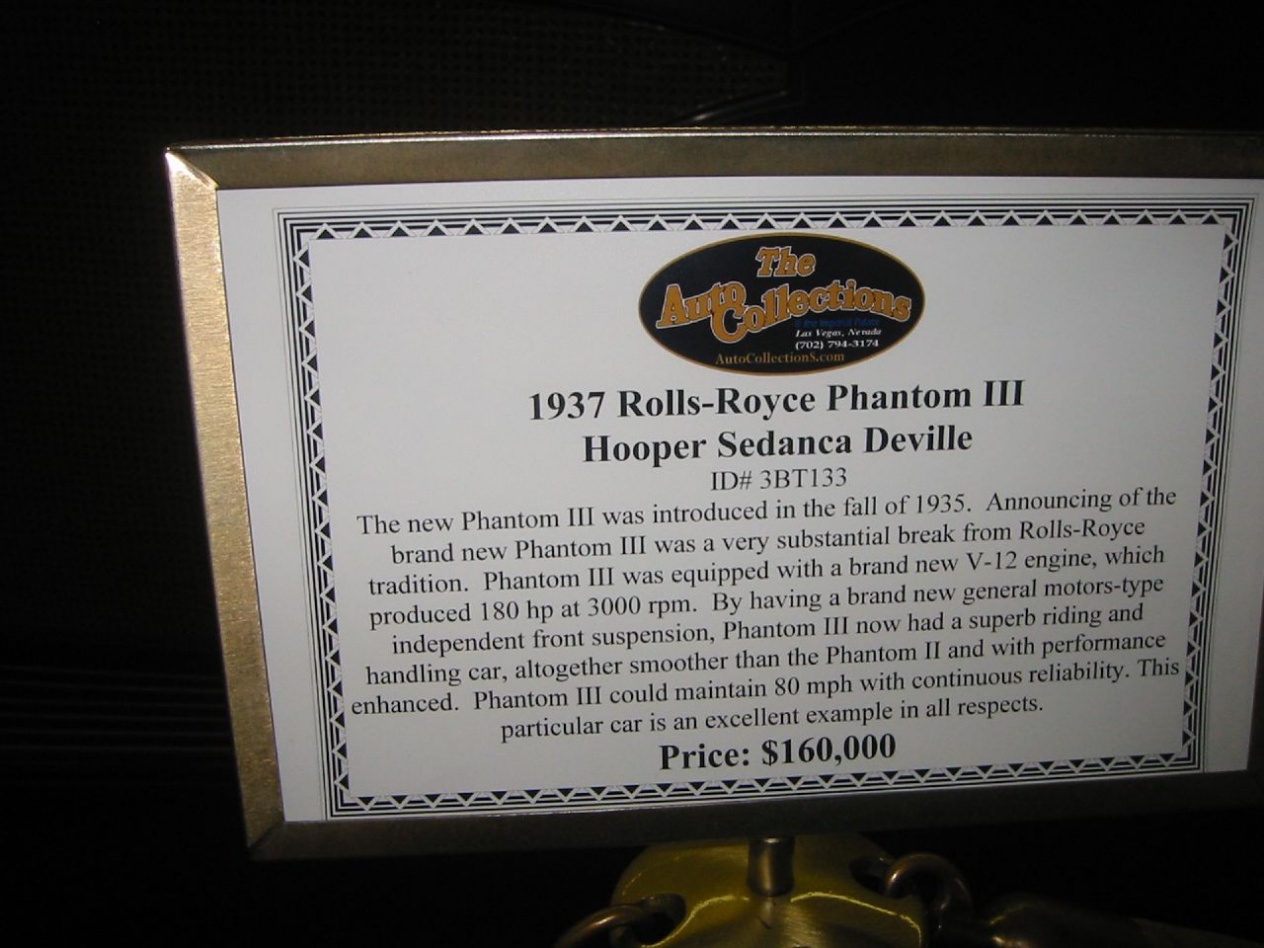 The
Auto
Collections
@ the Imperial Palace
Las Vegas, Nevada
(702) 794-3174
AutoCollectionS.com
1937 Rolls-Royce Phantom III
Hooper Sedanca Deville
ID# 3BT133
The new Phantom III was introduced in the fall of 1935.  Announcing of the
brand new Phantom III was a very substantial break from Rolls-Royce
tradition.  Phantom III was equipped with a brand new V-12 engine, which
produced 180 hp at 3000 rpm.  By having a brand new general motors-type
independent front suspension, Phantom III now had a superb riding and
handling car, altogether smoother than the Phantom II and with performance
enhanced.  Phantom III could maintain 80 mph with continuous reliability. This
particular car is an excellent example in all respects.
Price: $160,000